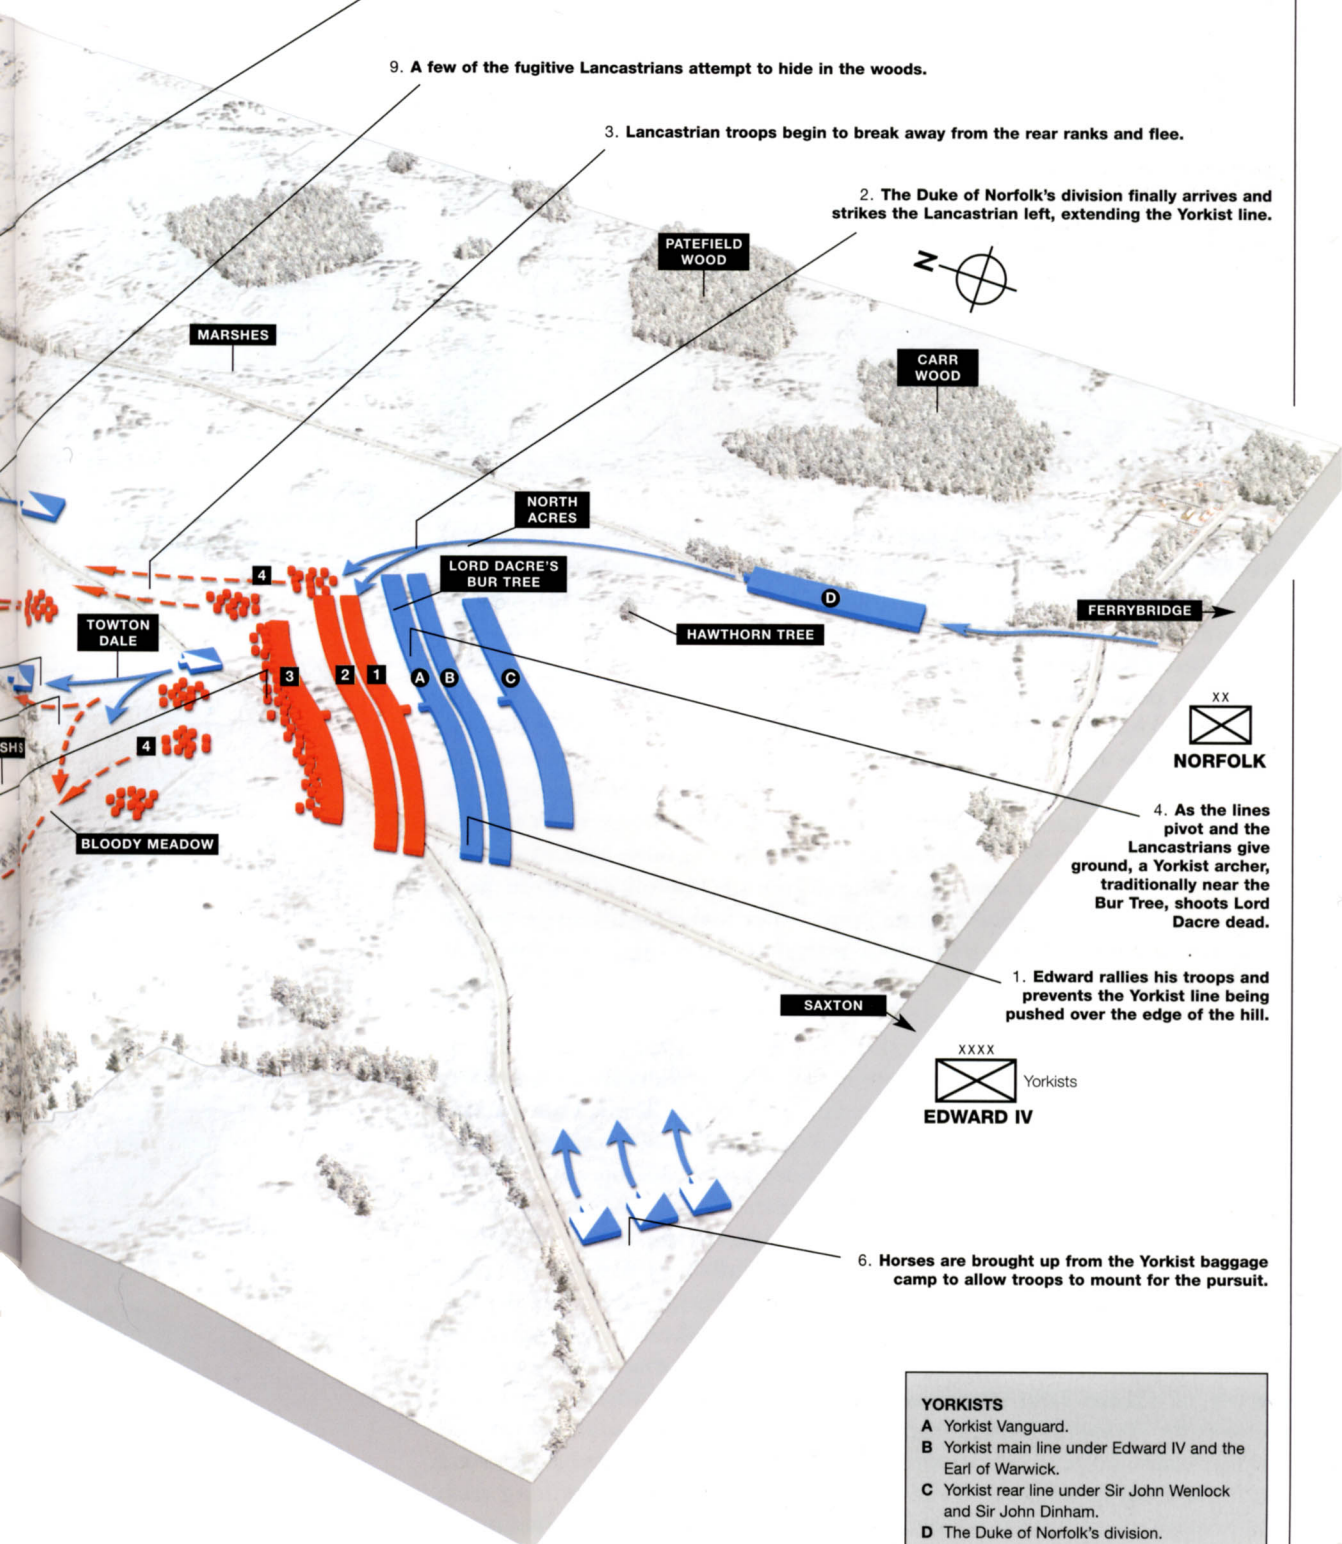 9. A few of the fugitive Lancastrians attempt to hide in the woods.
3. Lancastrian troops begin to break away from the rear ranks and flee.
2. The Duke of Norfolk's division finally arrives and
strikes the Lancastrian left, extending the Yorkist line.
PATEFIELD
WOOD
N
MARSHES
CARR
WOOD
NORTH
ACRES
LORD DACRE'S
BUR TREE
4
D
FERRYBRIDGE
TOWTON
DALE
HAWTHORN TREE
3
2
1
A
B
C
XX
NORFOLK
4
BLOODY MEADOW
4. As the lines
pivot and the
Lancastrians give
ground, a Yorkist archer,
traditionally near the
Bur Tree, shoots Lord
Dacre dead.
1. Edward rallies his troops and
prevents the Yorkist line being
pushed over the edge of the hill.
SAXTON
XXXX
Yorkists
EDWARD IV
6. Horses are brought up from the Yorkist baggage
camp to allow troops to mount for the pursuit.
YORKISTS
A Yorkist Vanguard.
B Yorkist main line under Edward IV and the
Earl of Warwick.
C Yorkist rear line under Sir John Wenlock
and Sir John Dinham.
D The Duke of Norfolk's division.